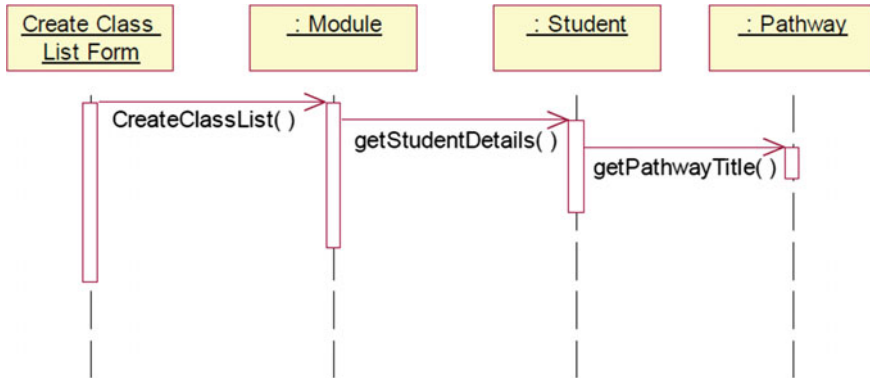 Create Class
List Form
: Module
: Student
: Pathway
CreateClassList( )
getStudentDetails( )
getPathwayTitle( )